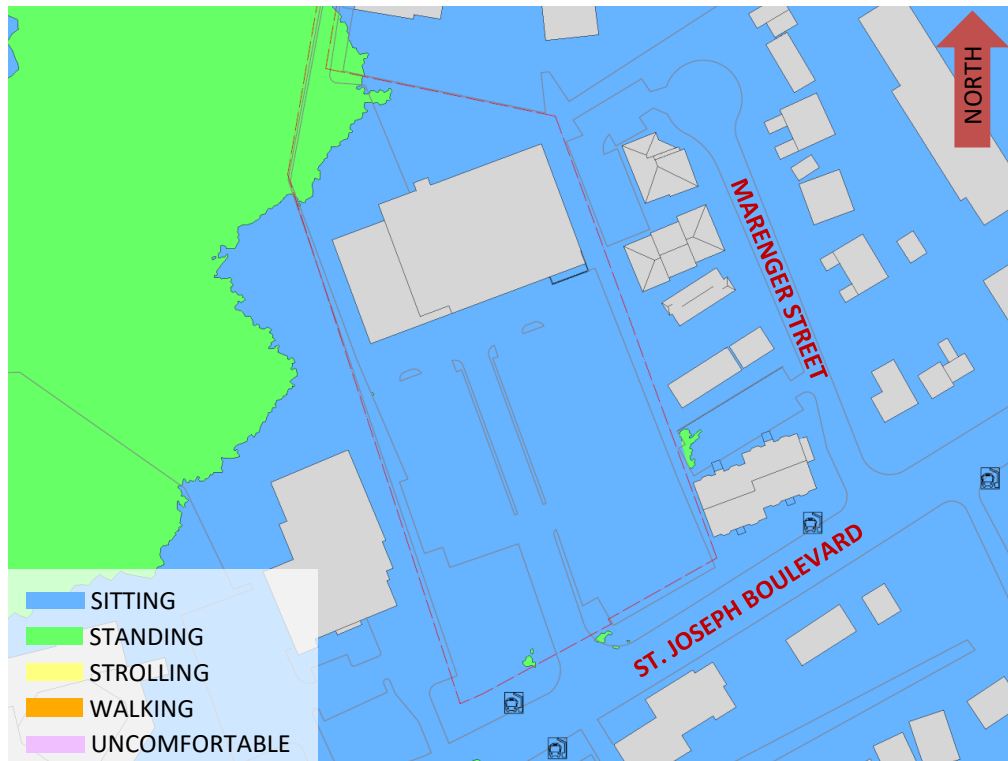 NORTH
MARENGER STREET
ST. JOSEPH BOULEVARD
SITTING
STANDING
STROLLING
WALKING
UNCOMFORTABLE